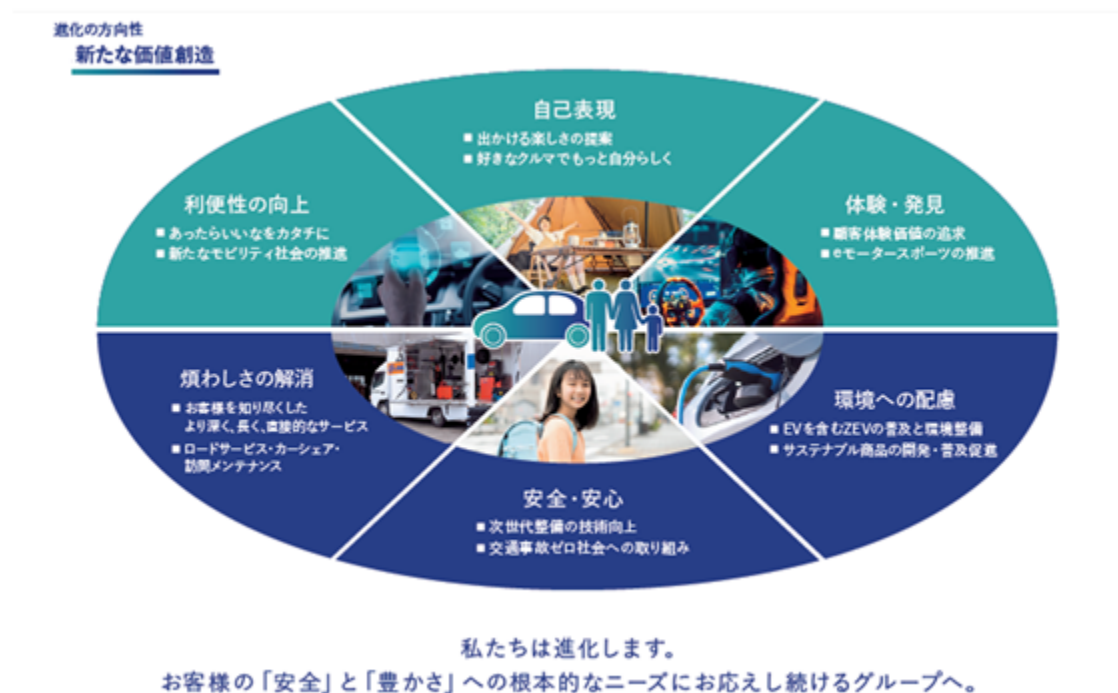 進化の方向性
新たな価値創造
自己表現
■ 出かける楽しさの提案
■ 好きなクルマでもっと自分らしく
利便性の向上
■ あったらいいなをカタチに
■ 新たなモビリティ社会の推進
体験・発見
■ 顧客体験価値の追求
■ eモータースポーツの推進
煩わしさの解消
■ お客様を知り尽くした
より深く、長く、直接的なサービス
■ ロードサービス・カーシェア・
訪問メンテナンス
環境への配慮
■ EVを含むZEVの普及と環境整備
■ サステナブル商品の開発・普及促進
安全・安心
■ 次世代整備の技術向上
■ 交通事故ゼロ社会への取り組み
私たちは進化します。
お客様の「安全」と「豊かさ」への根本的なニーズにお応えし続けるグループへ。